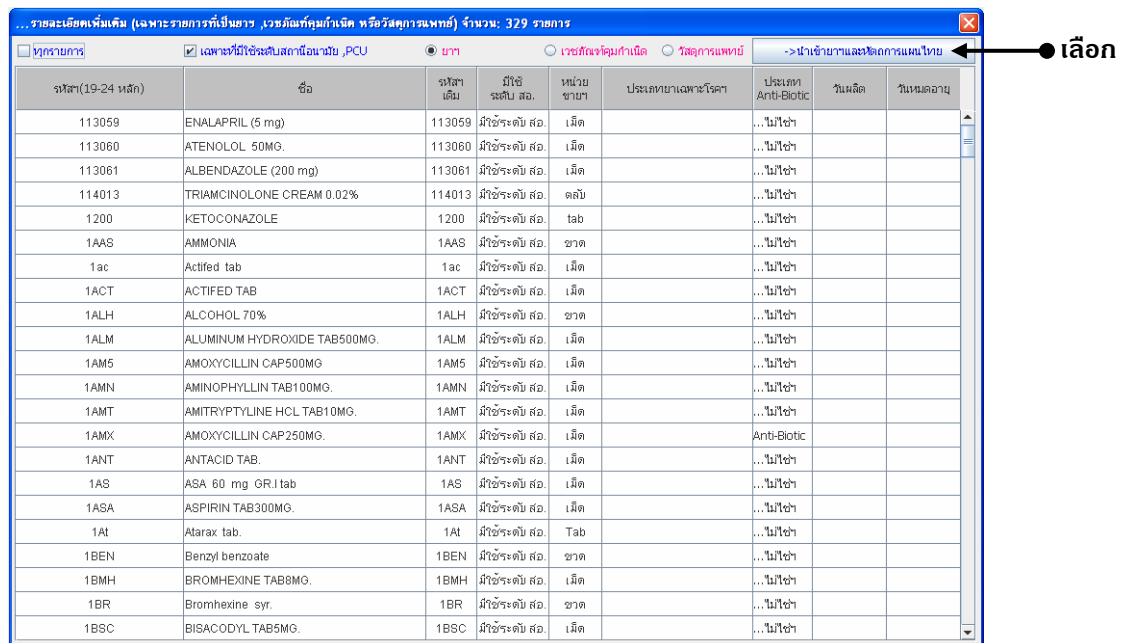 ...รายละเอียดเพิ่มเติม (เฉพาะรายการที่เป็นยาฯ ,เวชภัณฑ์คุมกำเนิด หรือวัสดุการแพทย์) จำนวน: 329 รายการ
ทุกรายการ เฉพาะที่มีใช้ระดับสถานีอนามัย ,PCU ยาฯ เวชภัณฑ์คุมกำเนิด วัสดุการแพทย์ ->นำเข้ายาฯและหัตถการแผนไทย เลือก
รหัสฯ(19-24 หลัก) ชื่อ รหัสฯ เดิม มีใช้ ระดับ สอ. หน่วย ขายฯ ประเภทยาเฉพาะโรคฯ ประเภท Anti-Biotic วันผลิต วันหมดอายุ
113059 ENALAPRIL (5 mg) 113059 มีใช้ระดับ สอ. เม็ด ...ไม่ใช่ฯ
113060 ATENOLOL 50MG. 113060 มีใช้ระดับ สอ. เม็ด ...ไม่ใช่ฯ
113061 ALBENDAZOLE (200 mg) 113061 มีใช้ระดับ สอ. เม็ด ...ไม่ใช่ฯ
114013 TRIAMCINOLONE CREAM 0.02% 114013 มีใช้ระดับ สอ. ตลับ ...ไม่ใช่ฯ
1200 KETOCONAZOLE 1200 มีใช้ระดับ สอ. tab ...ไม่ใช่ฯ
1AAS AMMONIA 1AAS มีใช้ระดับ สอ. ขวด ...ไม่ใช่ฯ
1ac Actifed tab 1ac มีใช้ระดับ สอ. เม็ด ...ไม่ใช่ฯ
1ACT ACTIFED TAB 1ACT มีใช้ระดับ สอ. เม็ด ...ไม่ใช่ฯ
1ALH ALCOHOL 70% 1ALH มีใช้ระดับ สอ. ขวด ...ไม่ใช่ฯ
1ALM ALUMINUM HYDROXIDE TAB500MG. 1ALM มีใช้ระดับ สอ. เม็ด ...ไม่ใช่ฯ
1AM5 AMOXYCILLIN CAP500MG 1AM5 มีใช้ระดับ สอ. เม็ด ...ไม่ใช่ฯ
1AMN AMINOPHYLLIN TAB100MG. 1AMN มีใช้ระดับ สอ. เม็ด ...ไม่ใช่ฯ
1AMT AMITRYPTYLINE HCL TAB10MG. 1AMT มีใช้ระดับ สอ. เม็ด ...ไม่ใช่ฯ
1AMX AMOXYCILLIN CAP250MG. 1AMX มีใช้ระดับ สอ. เม็ด Anti-Biotic
1ANT ANTACID TAB. 1ANT มีใช้ระดับ สอ. เม็ด ...ไม่ใช่ฯ
1AS ASA 60 mg GR.I tab 1AS มีใช้ระดับ สอ. เม็ด ...ไม่ใช่ฯ
1ASA ASPIRIN TAB300MG. 1ASA มีใช้ระดับ สอ. เม็ด ...ไม่ใช่ฯ
1At Atarax tab. 1At มีใช้ระดับ สอ. Tab ...ไม่ใช่ฯ
1BEN Benzyl benzoate 1BEN มีใช้ระดับ สอ. ขวด ...ไม่ใช่ฯ
1BMH BROMHEXINE TAB8MG. 1BMH มีใช้ระดับ สอ. เม็ด ...ไม่ใช่ฯ
1BR Bromhexine syr. 1BR มีใช้ระดับ สอ. ขวด ...ไม่ใช่ฯ
1BSC BISACODYL TAB5MG. 1BSC มีใช้ระดับ สอ. เม็ด ...ไม่ใช่ฯ